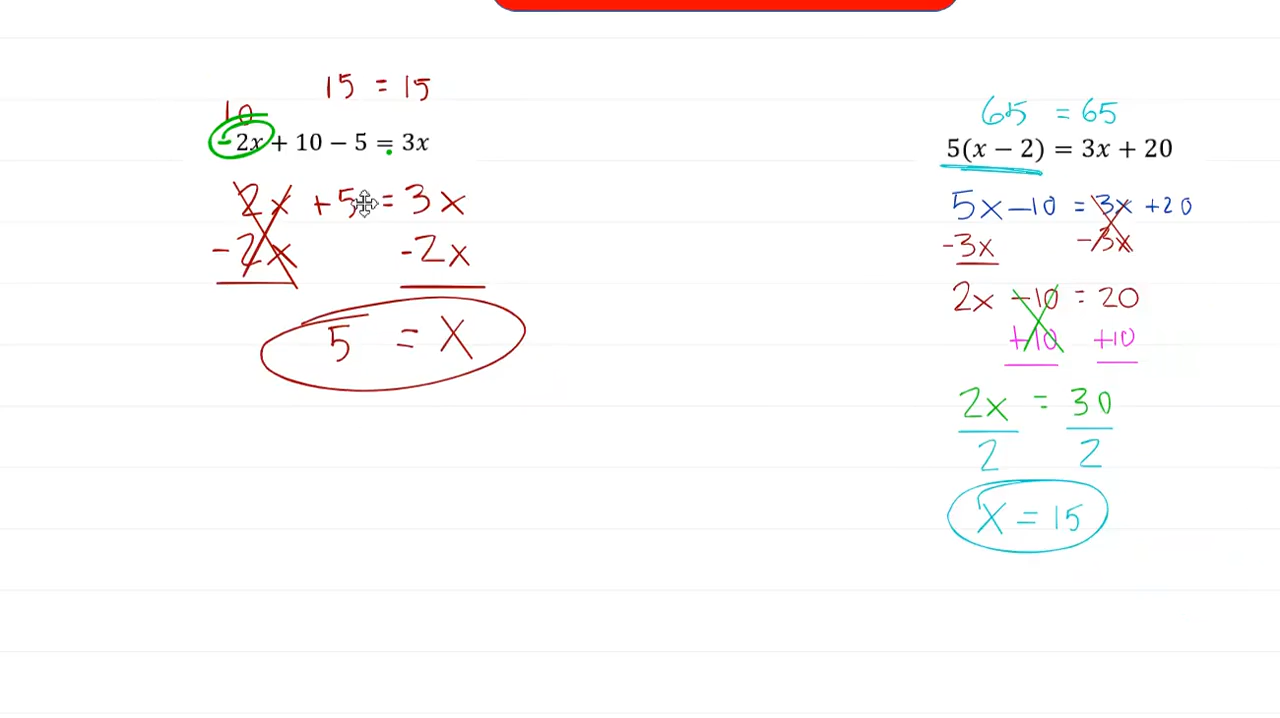 15 = 15
10
- 2x + 10 − 5 = 3x
2x + 5 = 3x
- 2x - 2x
5 = x
65 = 65
5(x − 2) = 3x + 20
5x - 10 = 3x + 20
- 3x - 3x
2x - 10 = 20
+10 +10
2x = 30
2 2
x = 15